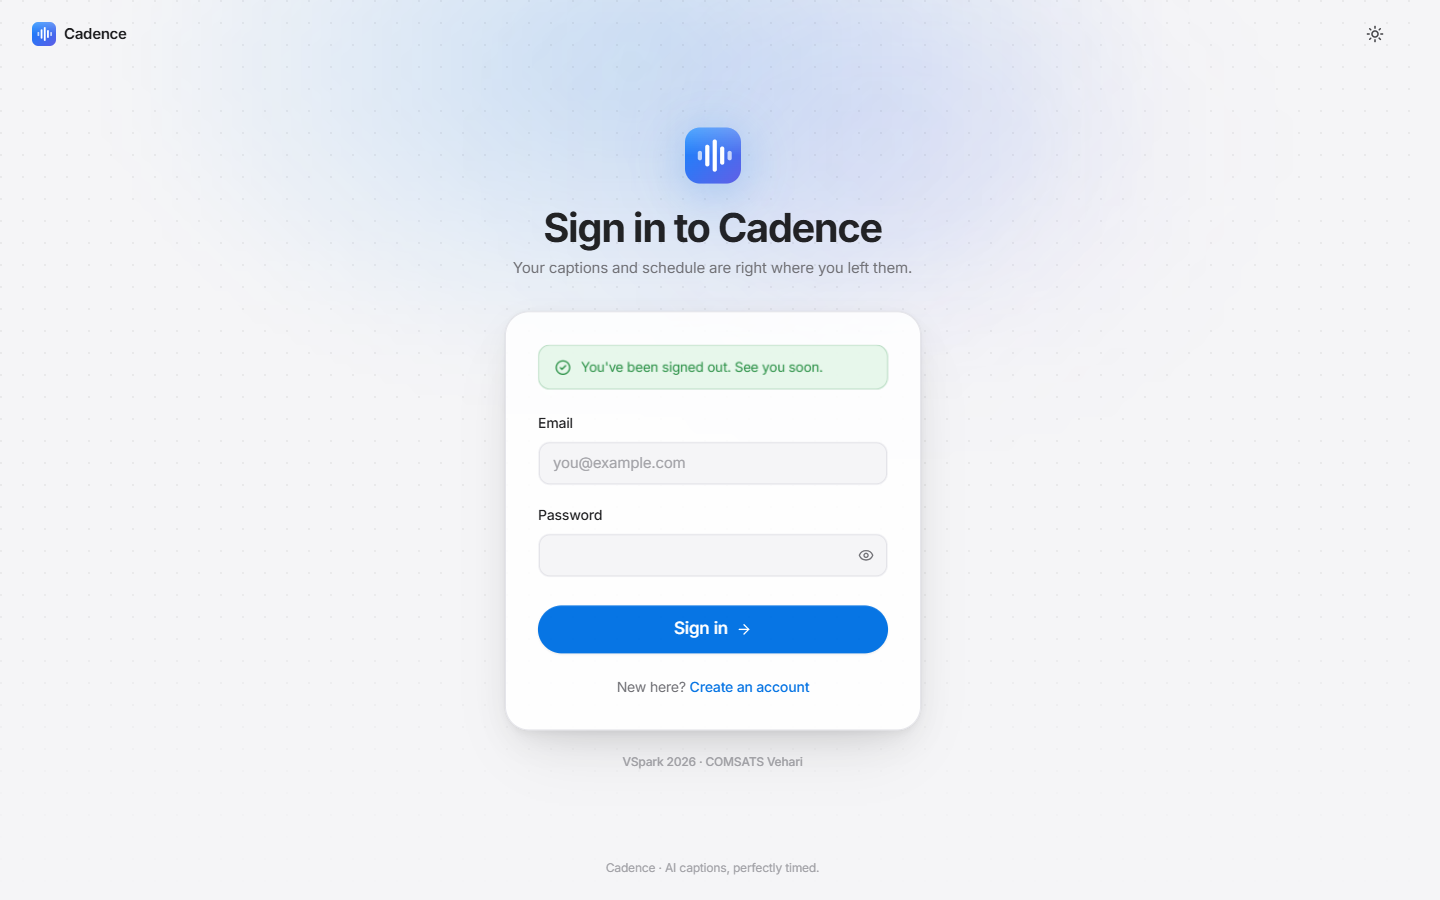 Cadence
Sign in to Cadence
Your captions and schedule are right where you left them.
You've been signed out. See you soon.
Email
you@example.com
Password
Sign in →
New here? Create an account
VSpark 2026 · COMSATS Vehari
Cadence · AI captions, perfectly timed.